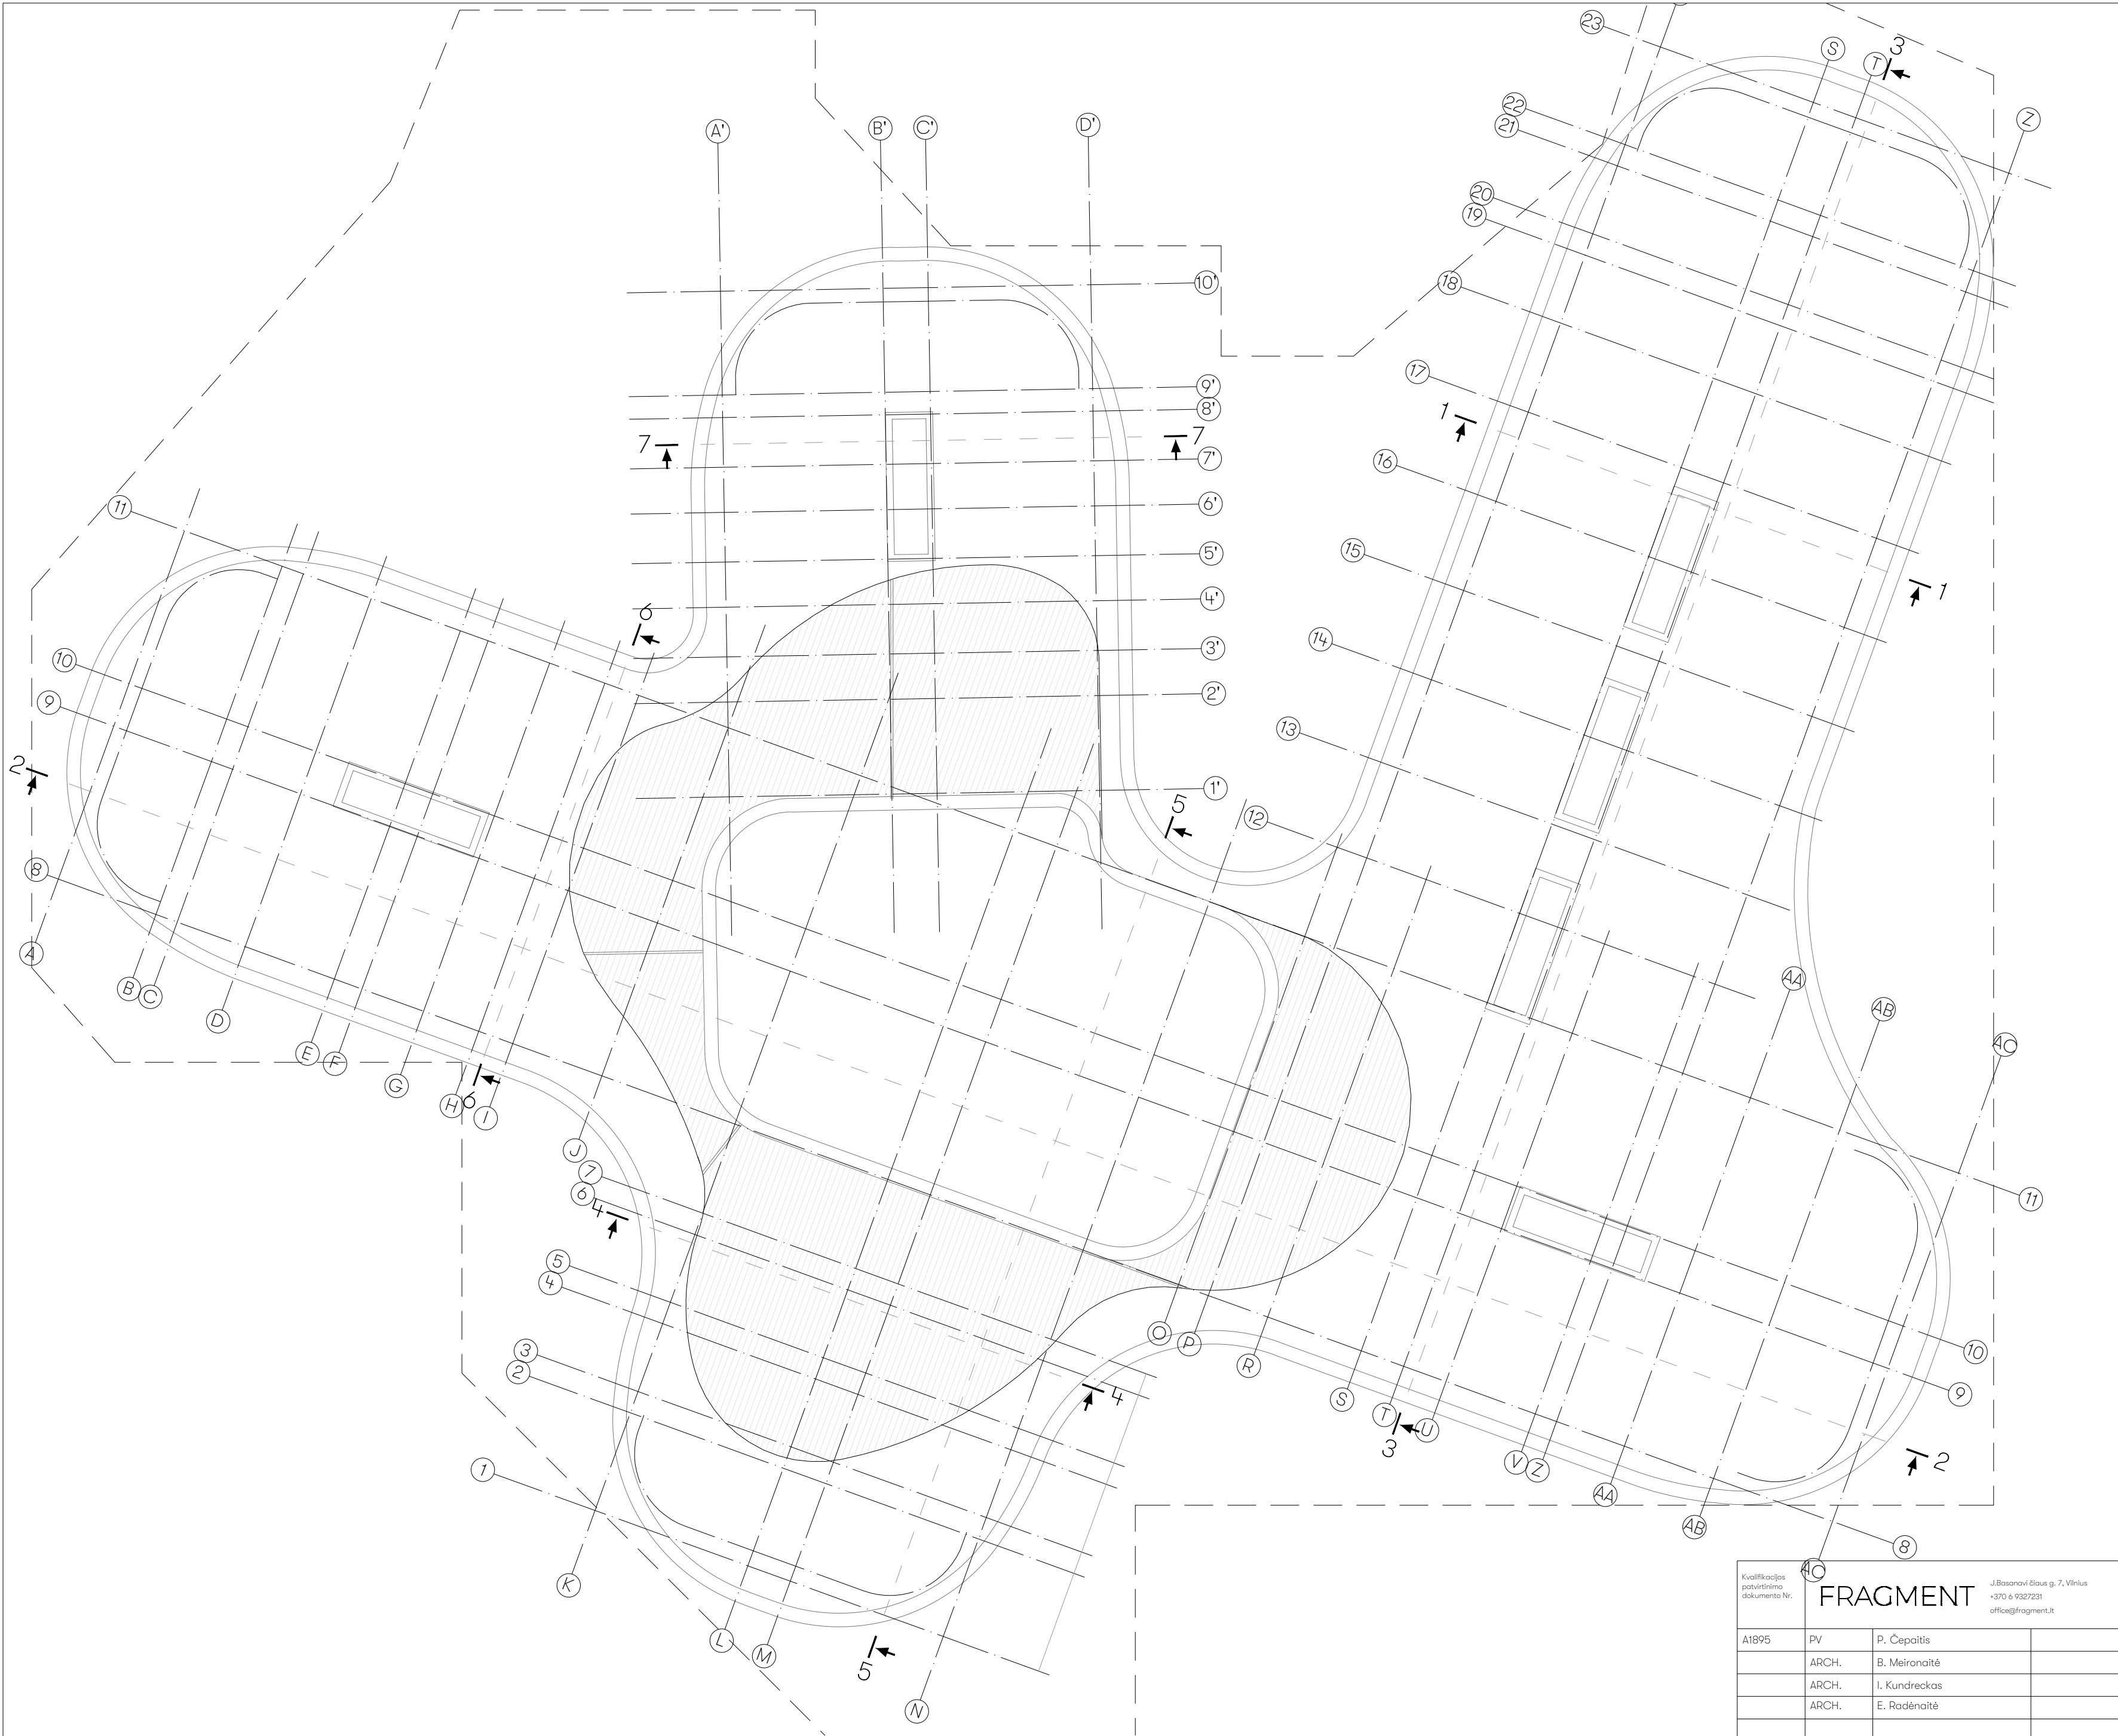 23
S
T
3
22
21
Z
A'
B'
C'
D'
20
19
10'
18
17
9'
8'
1
7
7
7'
16
6'
11
15
5'
1
4'
6
14
3'
10
2'
9
13
2
1'
5
12
8
A
AA
B
C
AB
D
AC
E
F
G
H
6
I
J
7
6
11
4
5
4
O
P
3
10
R
2
4
9
S
T
U
3
1
V
Z
2
AA
AB
8
K
AC
L
M
5
N
Kvalifikacijos
patvirtinimo
dokumento Nr.
FRAGMENT
J.Basanavi čiaus g. 7, Vilnius
+370 6 9327231
office@fragment.lt
A1895 PV P. Čepaitis
ARCH. B. Meironaitė
ARCH. I. Kundreckas
ARCH. E. Radėnaitė